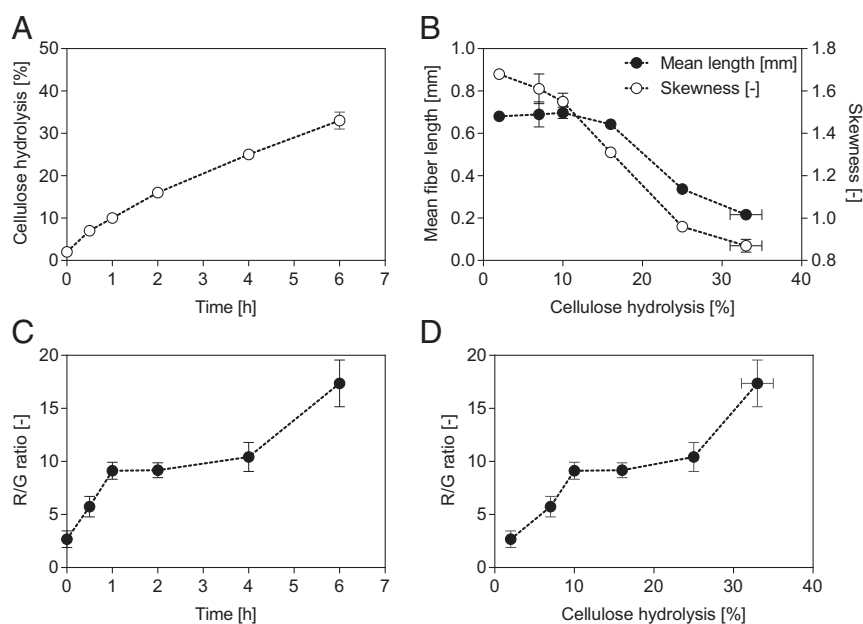 A
50
40
30
20
10
0
Cellulose hydrolysis [%]
0 1 2 3 4 5 6 7
Time [h]
B
1.0
0.8
0.6
0.4
0.2
0.0
Mean fiber length [mm]
Mean length [mm]
Skewness [-]
1.8
1.6
1.4
1.2
1.0
0.8
Skewness [-]
0 10 20 30 40
Cellulose hydrolysis [%]
C
20
15
10
5
0
R/G ratio [-]
0 1 2 3 4 5 6 7
Time [h]
D
20
15
10
5
0
R/G ratio [-]
0 10 20 30 40
Cellulose hydrolysis [%]